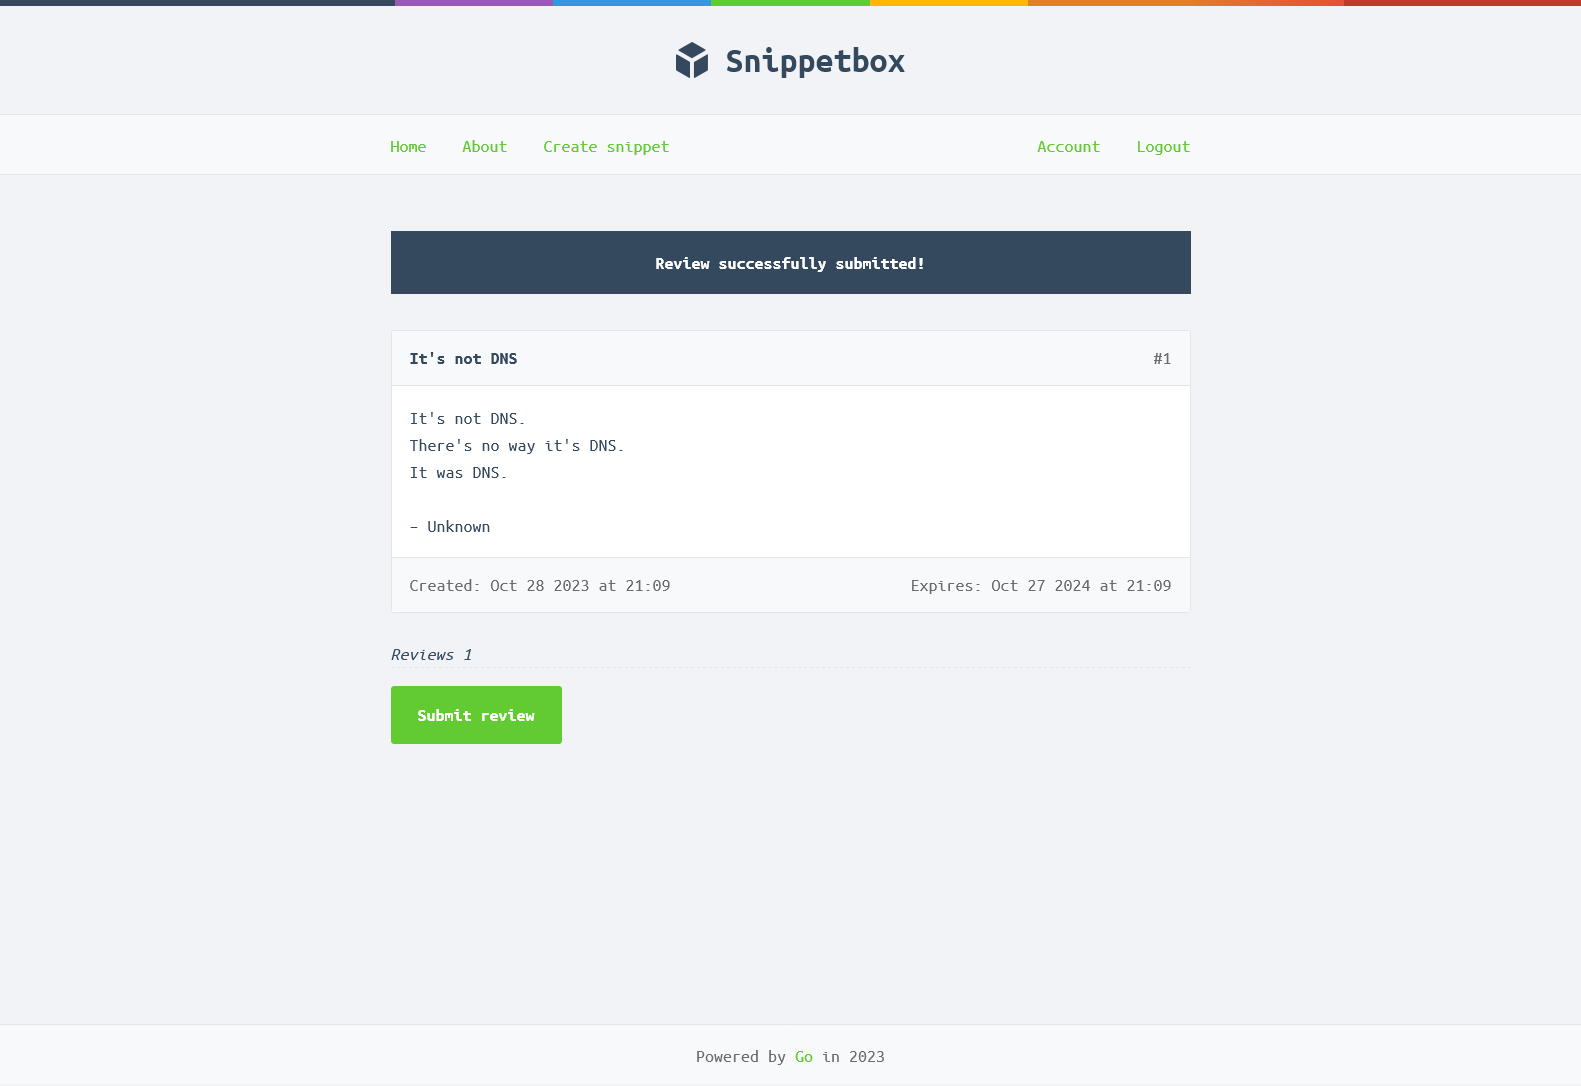 Snippetbox
Home About Create snippet Account Logout
Review successfully submitted!
It's not DNS #1
It's not DNS.
There's no way it's DNS.
It was DNS.
– Unknown
Created: Oct 28 2023 at 21:09 Expires: Oct 27 2024 at 21:09
Reviews 1
Submit review
Powered by Go in 2023